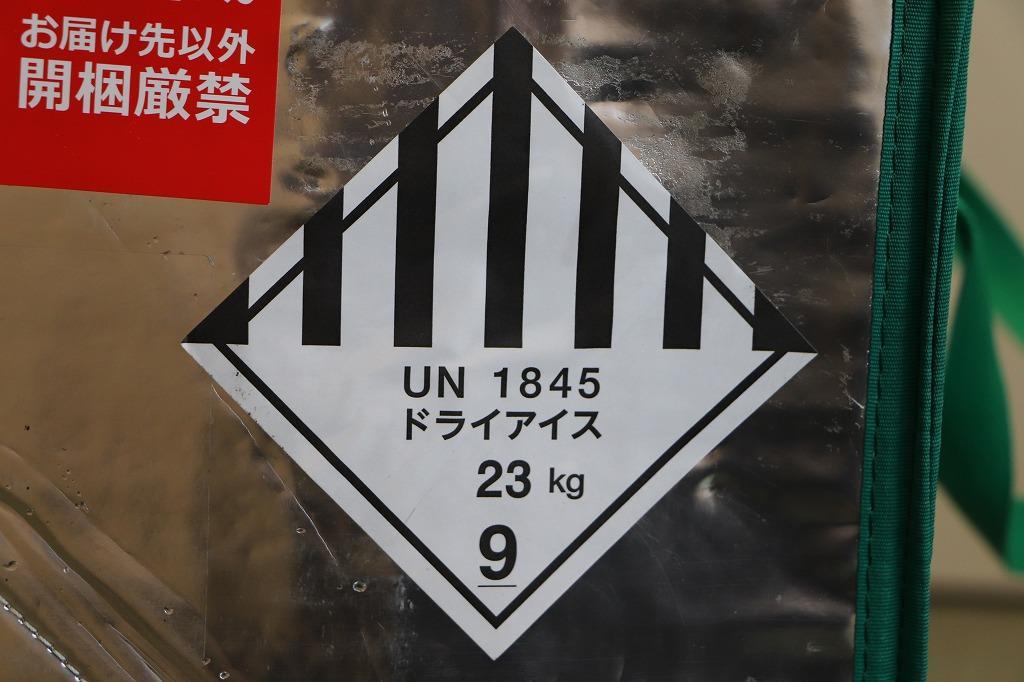 お届け先以外
開梱厳禁
UN 1845
ドライアイス
23 kg
9